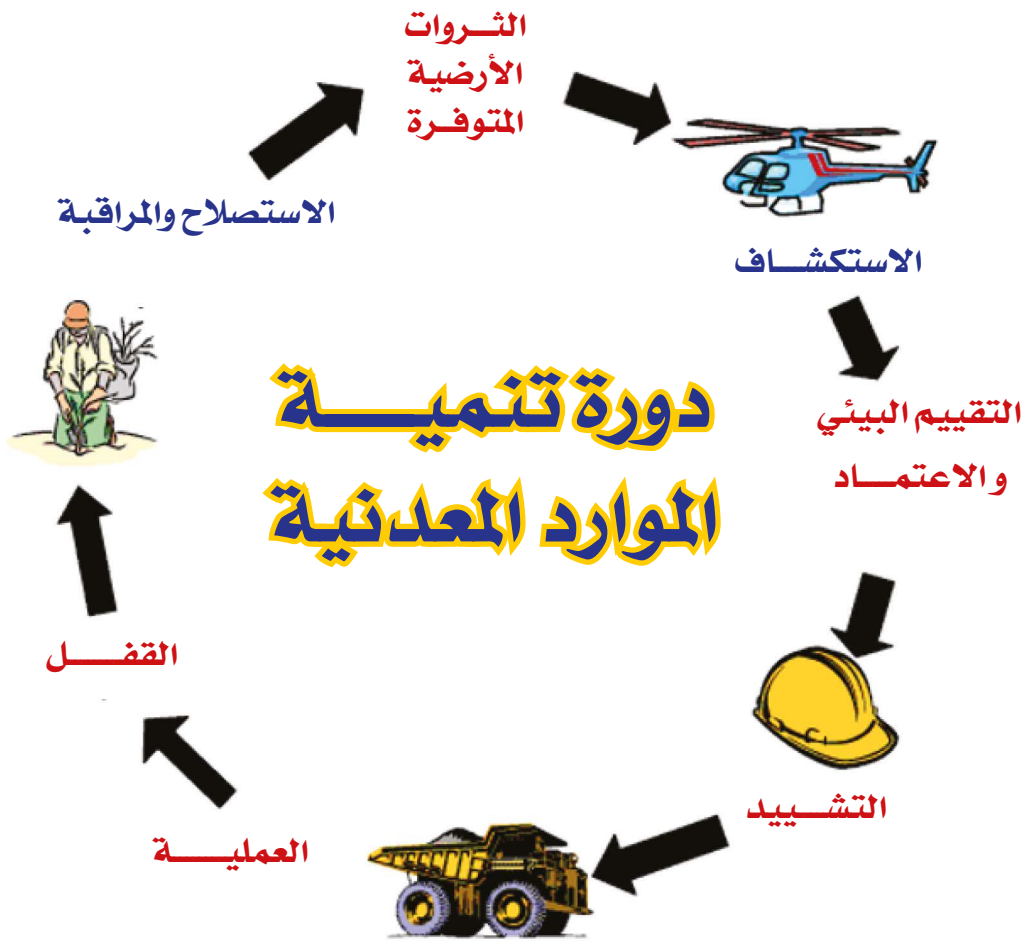 الثروات
الأرضية
المتوفرة
الاستكشاف
التقييم البيئي
والاعتماد
التشييد
العملية
القفل
الاستصلاح والمراقبة
دورة تنمية
الموارد المعدنية